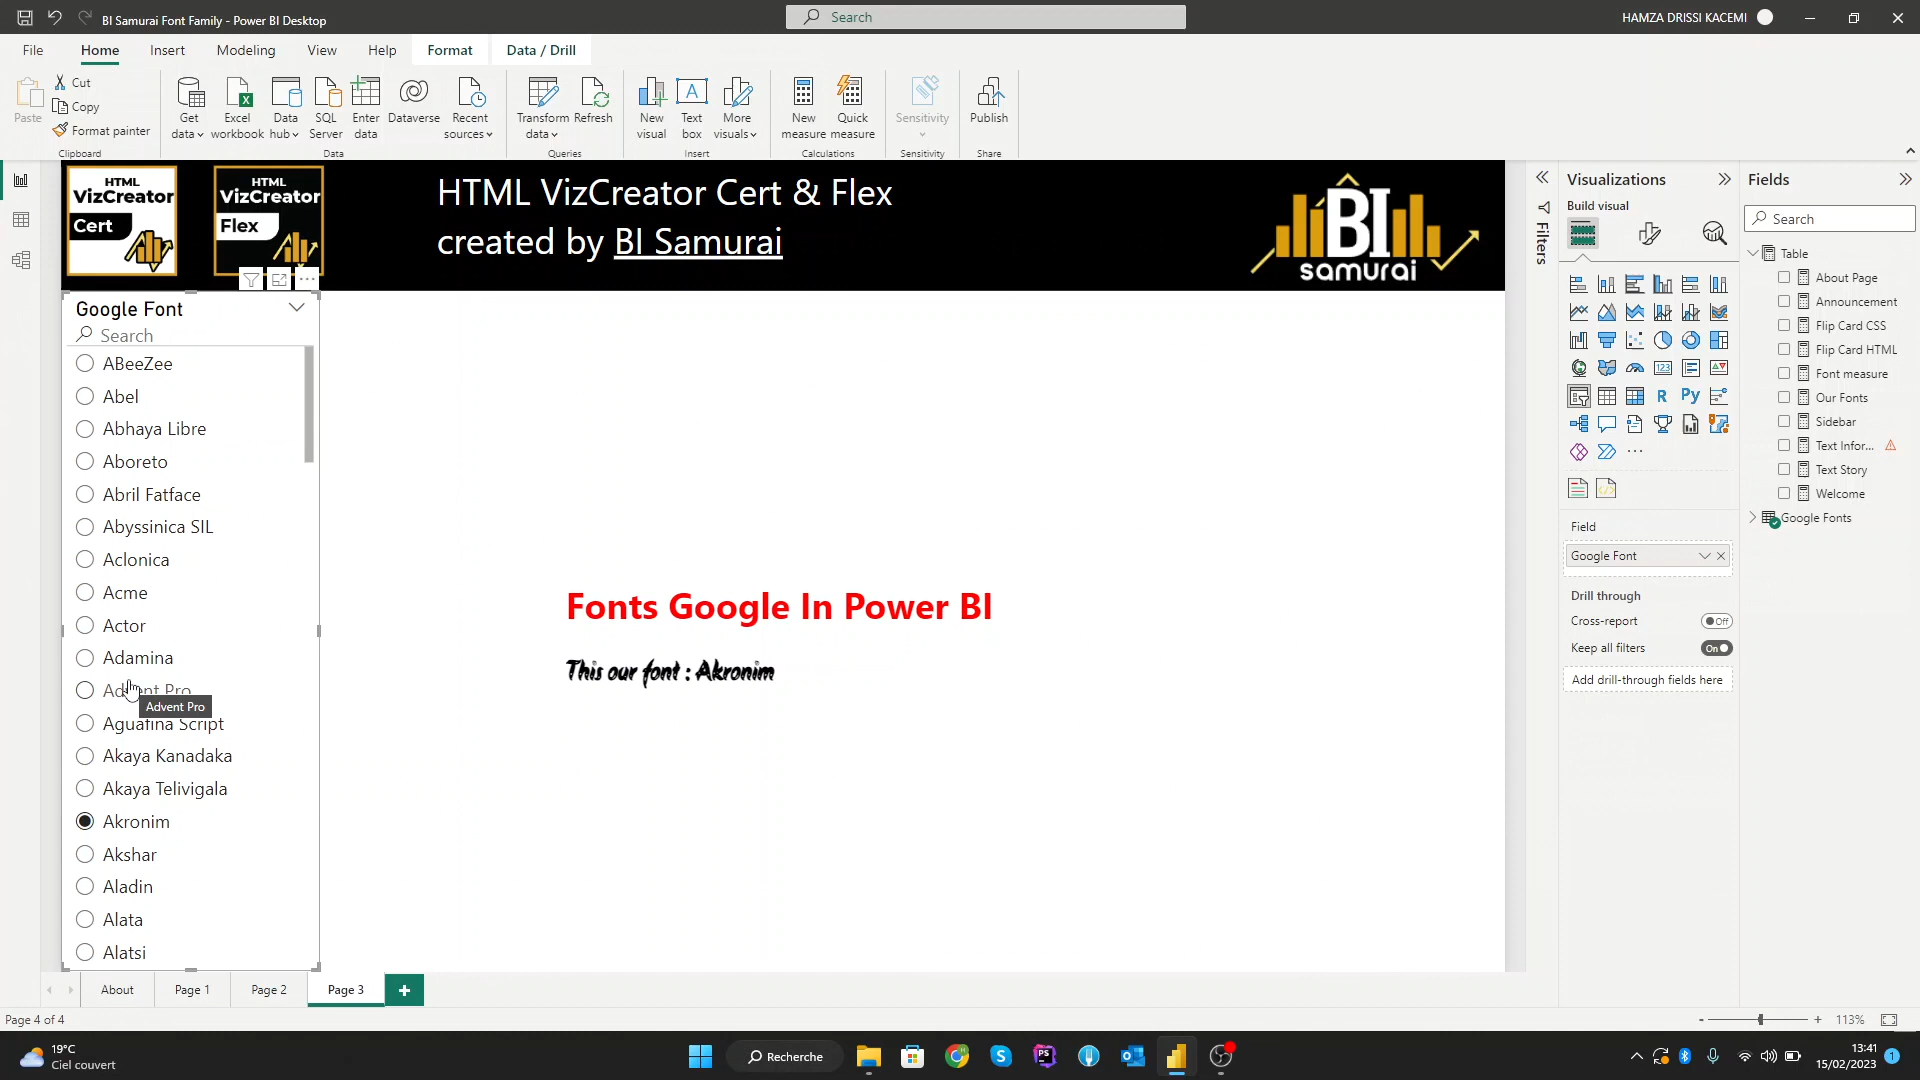 BI Samurai Font Family - Power BI Desktop
Search
HAMZA DRISSI KACEMI
File
Home
Insert
Modeling
View
Help
Format
Data / Drill
Paste
Cut
Copy
Format painter
Clipboard
Get
data
Excel
workbook
Data
hub
SQL
Server
Enter
data
Dataverse
Recent
sources
Data
Transform
data
Refresh
Queries
New
visual
Text
box
More
visuals
Insert
New
measure
Quick
measure
Calculations
Sensitivity
Sensitivity
Publish
Share
HTML
VizCreator
Cert
HTML
VizCreator
Flex
HTML VizCreator Cert & Flex
created by BI Samurai
BI
samurai
Google Font
Search
ABeeZee
Abel
Abhaya Libre
Aboreto
Abril Fatface
Abyssinica SIL
Aclonica
Acme
Actor
Adamina
Advent Pro
Advent Pro
Aguafina Script
Akaya Kanadaka
Akaya Telivigala
Akronim
Akshar
Aladin
Alata
Alatsi
Fonts Google In Power BI
This our font : Akronim
Filters
Visualizations
Build visual
123
R
Py
Field
Google Font
Drill through
Cross-report
Off
Keep all filters
On
Add drill-through fields here
Fields
Search
Table
About Page
Announcement
Flip Card CSS
Flip Card HTML
Font measure
Our Fonts
Sidebar
Text Infor...
Text Story
Welcome
Google Fonts
About
Page 1
Page 2
Page 3
Page 4 of 4
113%
19°C
Ciel couvert
Recherche
PS
13:41
15/02/2023
1